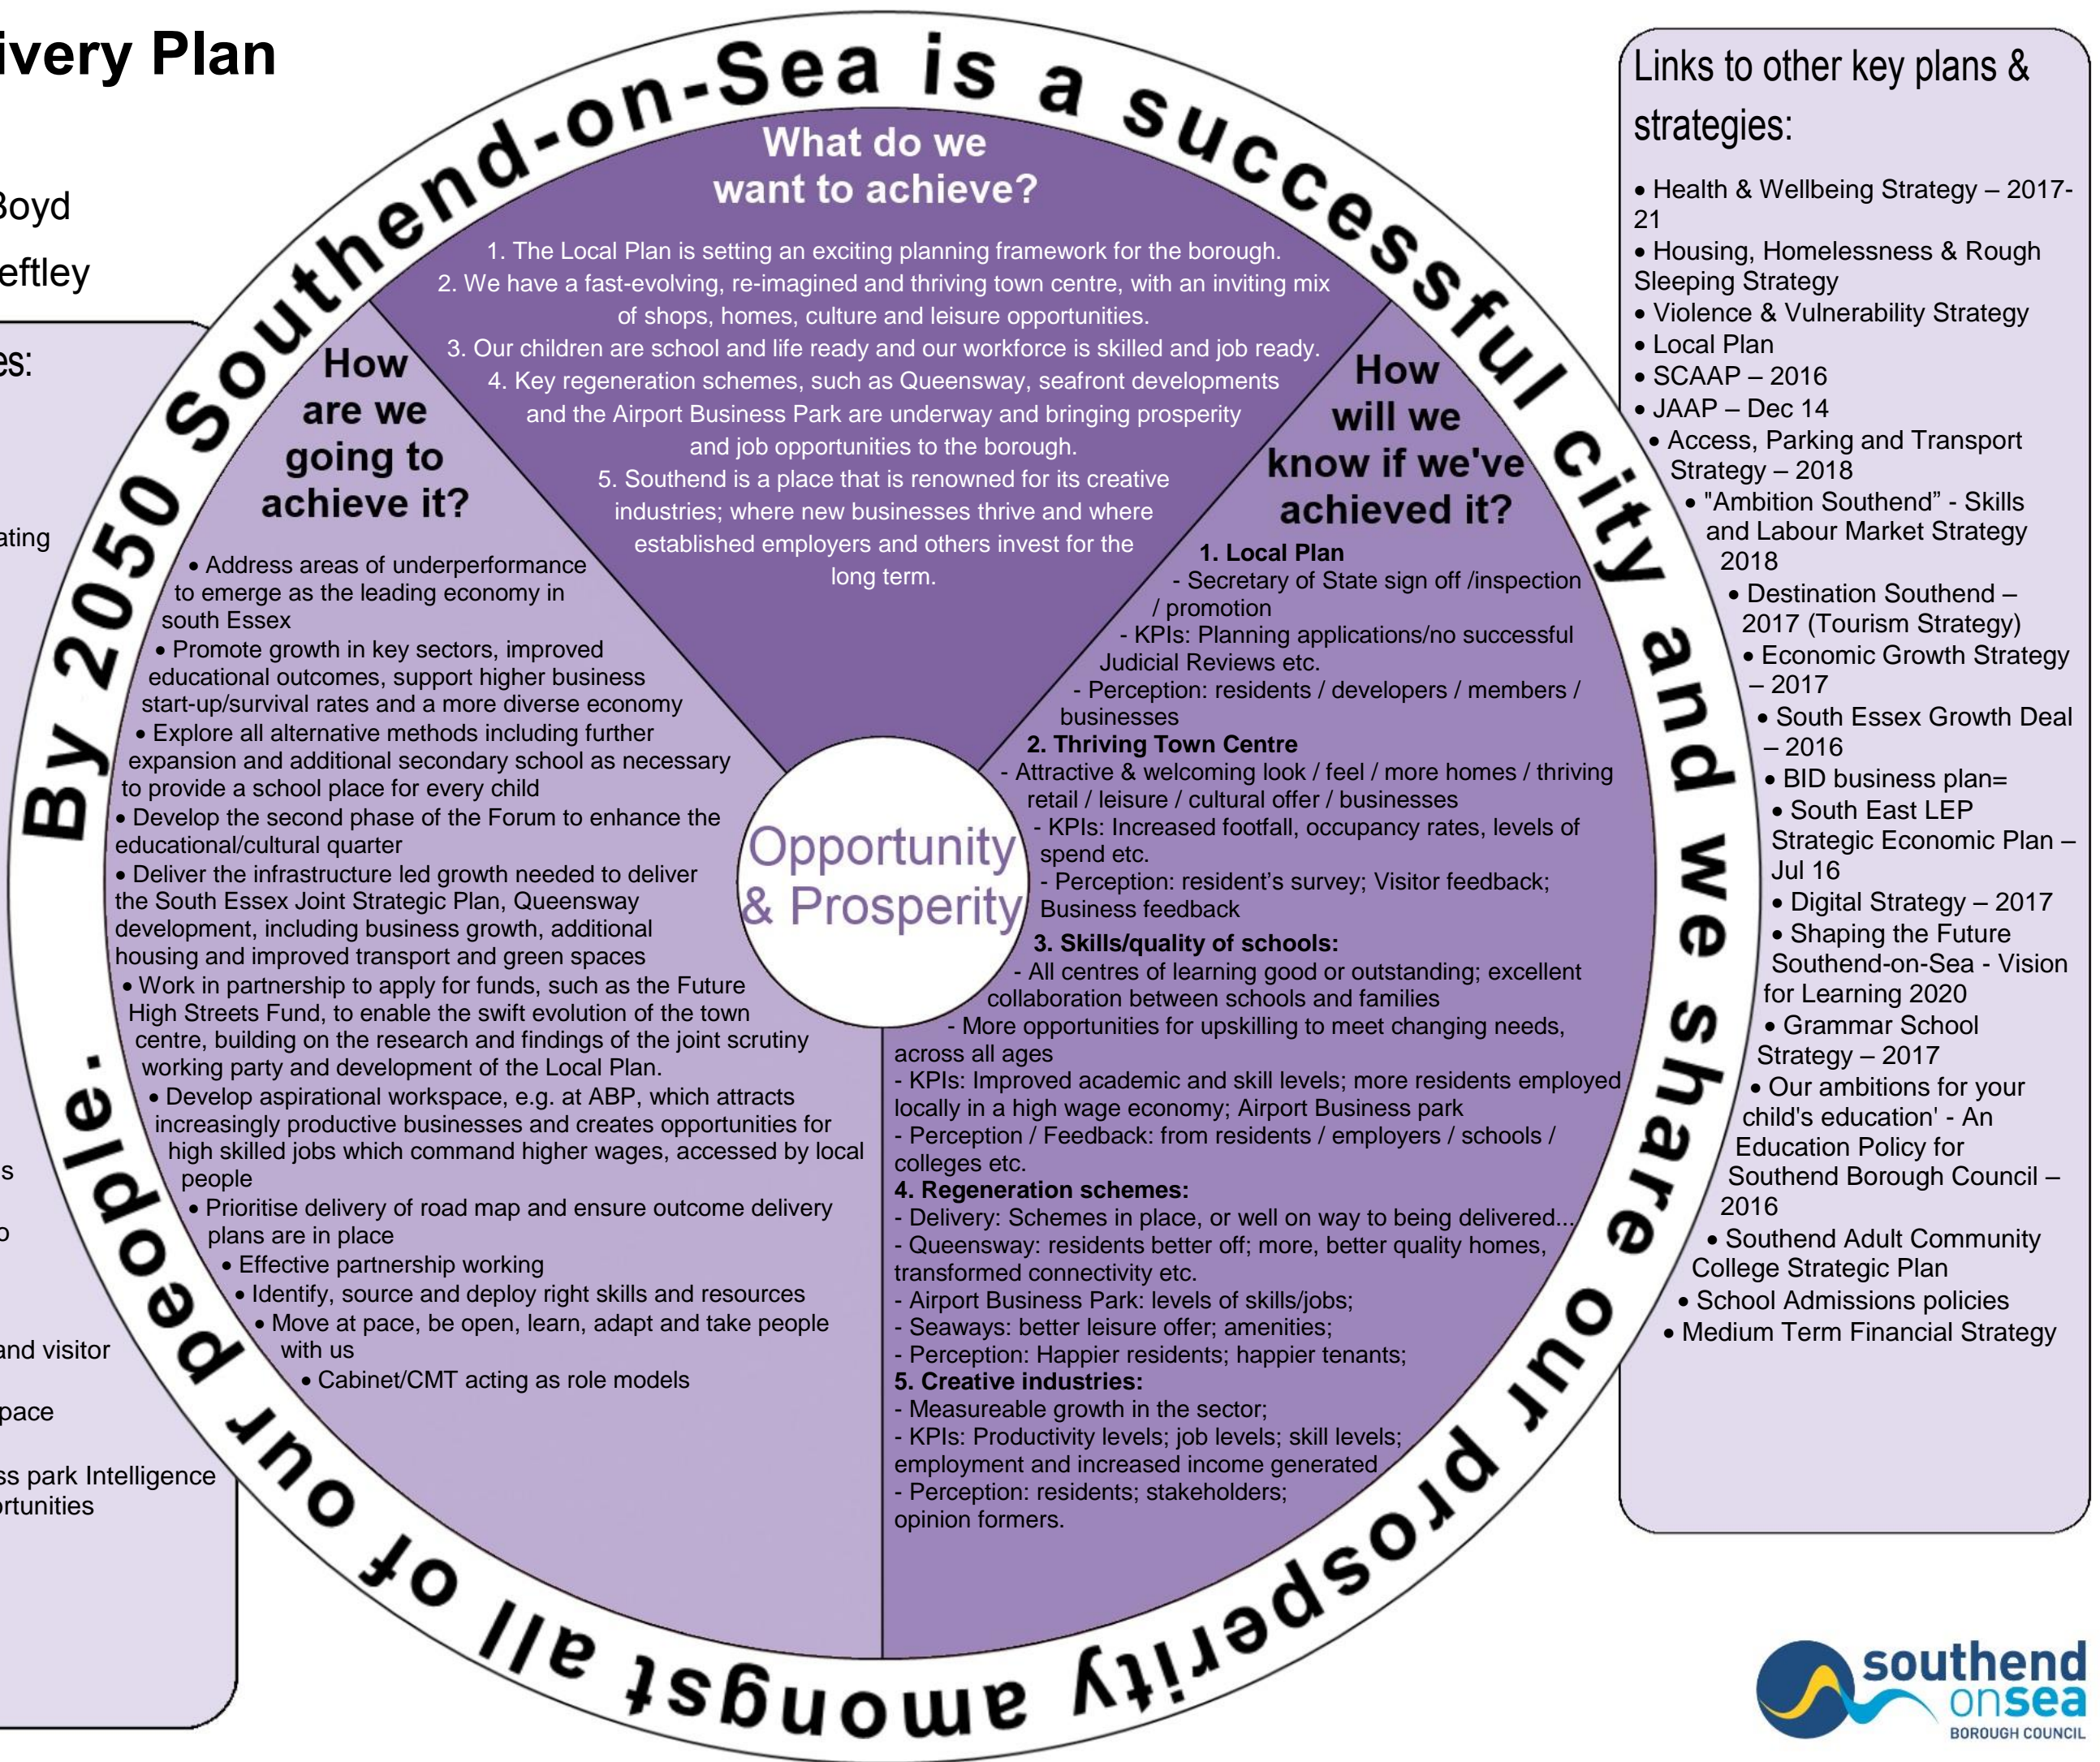 Plan
By 2050 Southend-on-Sea is a successful city and we share our prosperity amongst all of our people.
and visitor
park Intelligence
What do we
want to achieve?
1. The Local Plan is setting an exciting planning framework for the borough.
2. We have a fast-evolving, re-imagined and thriving town centre, with an inviting mix
of shops, homes, culture and leisure opportunities.
3. Our children are school and life ready and our workforce is skilled and job ready.
4. Key regeneration schemes, such as Queensway, seafront developments
and the Airport Business Park are underway and bringing prosperity
and job opportunities to the borough.
5. Southend is a place that is renowned for its creative
industries; where new businesses thrive and where
established employers and others invest for the
long term.
How
are we
going to
achieve it?
• Address areas of underperformance
to emerge as the leading economy in
south Essex
• Promote growth in key sectors, improved
educational outcomes, support higher business
start-up/survival rates and a more diverse economy
• Explore all alternative methods including further
expansion and additional secondary school as necessary
to provide a school place for every child
• Develop the second phase of the Forum to enhance the
educational/cultural quarter
• Deliver the infrastructure led growth needed to deliver
the South Essex Joint Strategic Plan, Queensway
development, including business growth, additional
housing and improved transport and green spaces
• Work in partnership to apply for funds, such as the Future
High Streets Fund, to enable the swift evolution of the town
centre, building on the research and findings of the joint scrutiny
working party and development of the Local Plan.
• Develop aspirational workspace, e.g. at ABP, which attracts
increasingly productive businesses and creates opportunities for
high skilled jobs which command higher wages, accessed by local
people
• Prioritise delivery of road map and ensure outcome delivery
plans are in place
• Effective partnership working
• Identify, source and deploy right skills and resources
• Move at pace, be open, learn, adapt and take people
with us
• Cabinet/CMT acting as role models
Opportunity
& Prosperity
How
will we
know if we've
achieved it?
1. Local Plan
- Secretary of State sign off /inspection
/ promotion
- KPIs: Planning applications/no successful
Judicial Reviews etc.
- Perception: residents / developers / members /
businesses
2. Thriving Town Centre
- Attractive & welcoming look / feel / more homes / thriving
retail / leisure / cultural offer / businesses
- KPIs: Increased footfall, occupancy rates, levels of
spend etc.
- Perception: resident’s survey; Visitor feedback;
Business feedback
3. Skills/quality of schools:
- All centres of learning good or outstanding; excellent
collaboration between schools and families
- More opportunities for upskilling to meet changing needs,
across all ages
- KPIs: Improved academic and skill levels; more residents employed
locally in a high wage economy; Airport Business park
- Perception / Feedback: from residents / employers / schools /
colleges etc.
4. Regeneration schemes:
- Delivery: Schemes in place, or well on way to being delivered...
- Queensway: residents better off; more, better quality homes,
transformed connectivity etc.
- Airport Business Park: levels of skills/jobs;
- Seaways: better leisure offer; amenities;
- Perception: Happier residents; happier tenants;
5. Creative industries:
- Measureable growth in the sector;
- KPIs: Productivity levels; job levels; skill levels;
employment and increased income generated
- Perception: residents; stakeholders;
opinion formers.
Links to other key plans &
strategies:
• Health & Wellbeing Strategy – 2017-
21
• Housing, Homelessness & Rough
Sleeping Strategy
• Violence & Vulnerability Strategy
• Local Plan
• SCAAP – 2016
• JAAP – Dec 14
• Access, Parking and Transport
Strategy – 2018
• "Ambition Southend” - Skills
and Labour Market Strategy
2018
• Destination Southend –
2017 (Tourism Strategy)
• Economic Growth Strategy
– 2017
• South Essex Growth Deal
– 2016
• BID business plan=
• South East LEP
Strategic Economic Plan –
Jul 16
• Digital Strategy – 2017
• Shaping the Future
Southend-on-Sea - Vision
for Learning 2020
• Grammar School
Strategy – 2017
• Our ambitions for your
child's education' - An
Education Policy for
Southend Borough Council –
2016
• Southend Adult Community
College Strategic Plan
• School Admissions policies
• Medium Term Financial Strategy
southend
onsea
BOROUGH COUNCIL